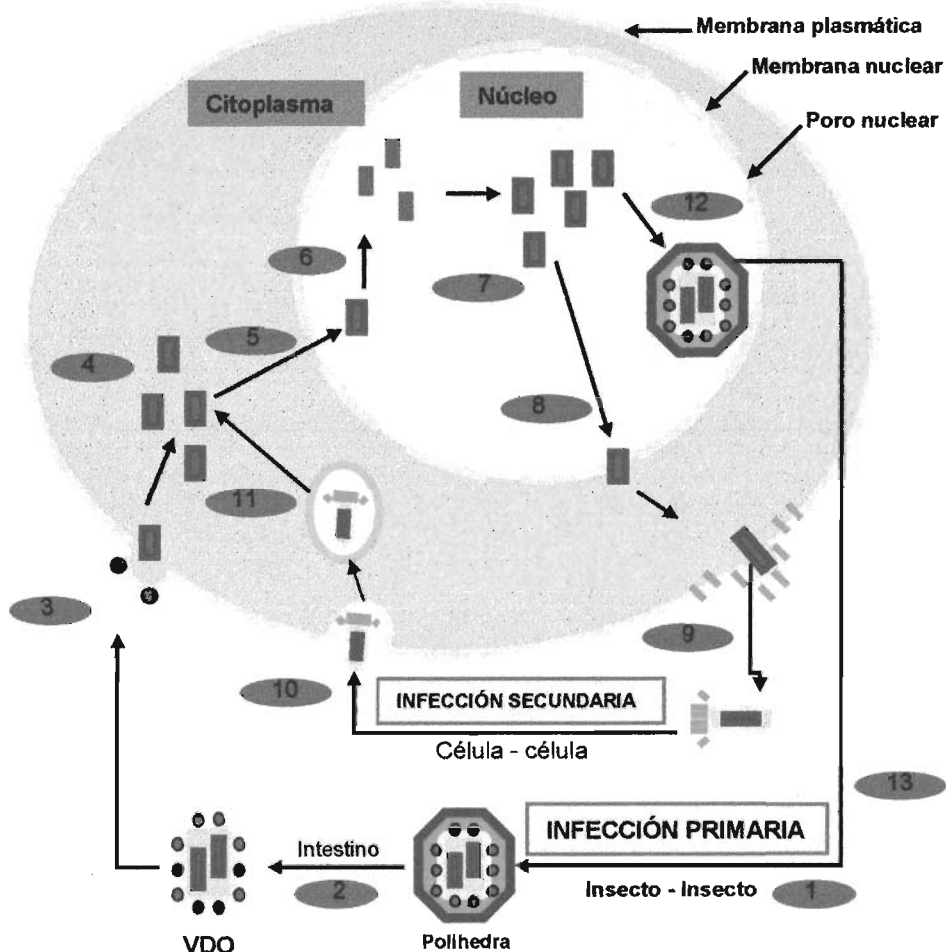 Membrana plasmática
Membrana nuclear
Poro nuclear
Citoplasma
Núcleo
12
6
7
5
4
8
11
3
9
10
INFECCIÓN SECUNDARIA
Célula - célula
13
INFECCIÓN PRIMARIA
Intestino
Insecto - Insecto
2
1
VDO
Polihedra